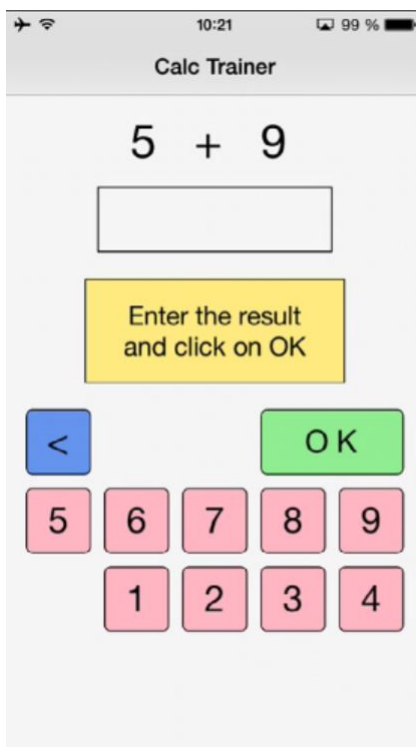 10:21 99 %
Calc Trainer
5 + 9
Enter the result
and click on OK
< OK
5 6 7 8 9
1 2 3 4